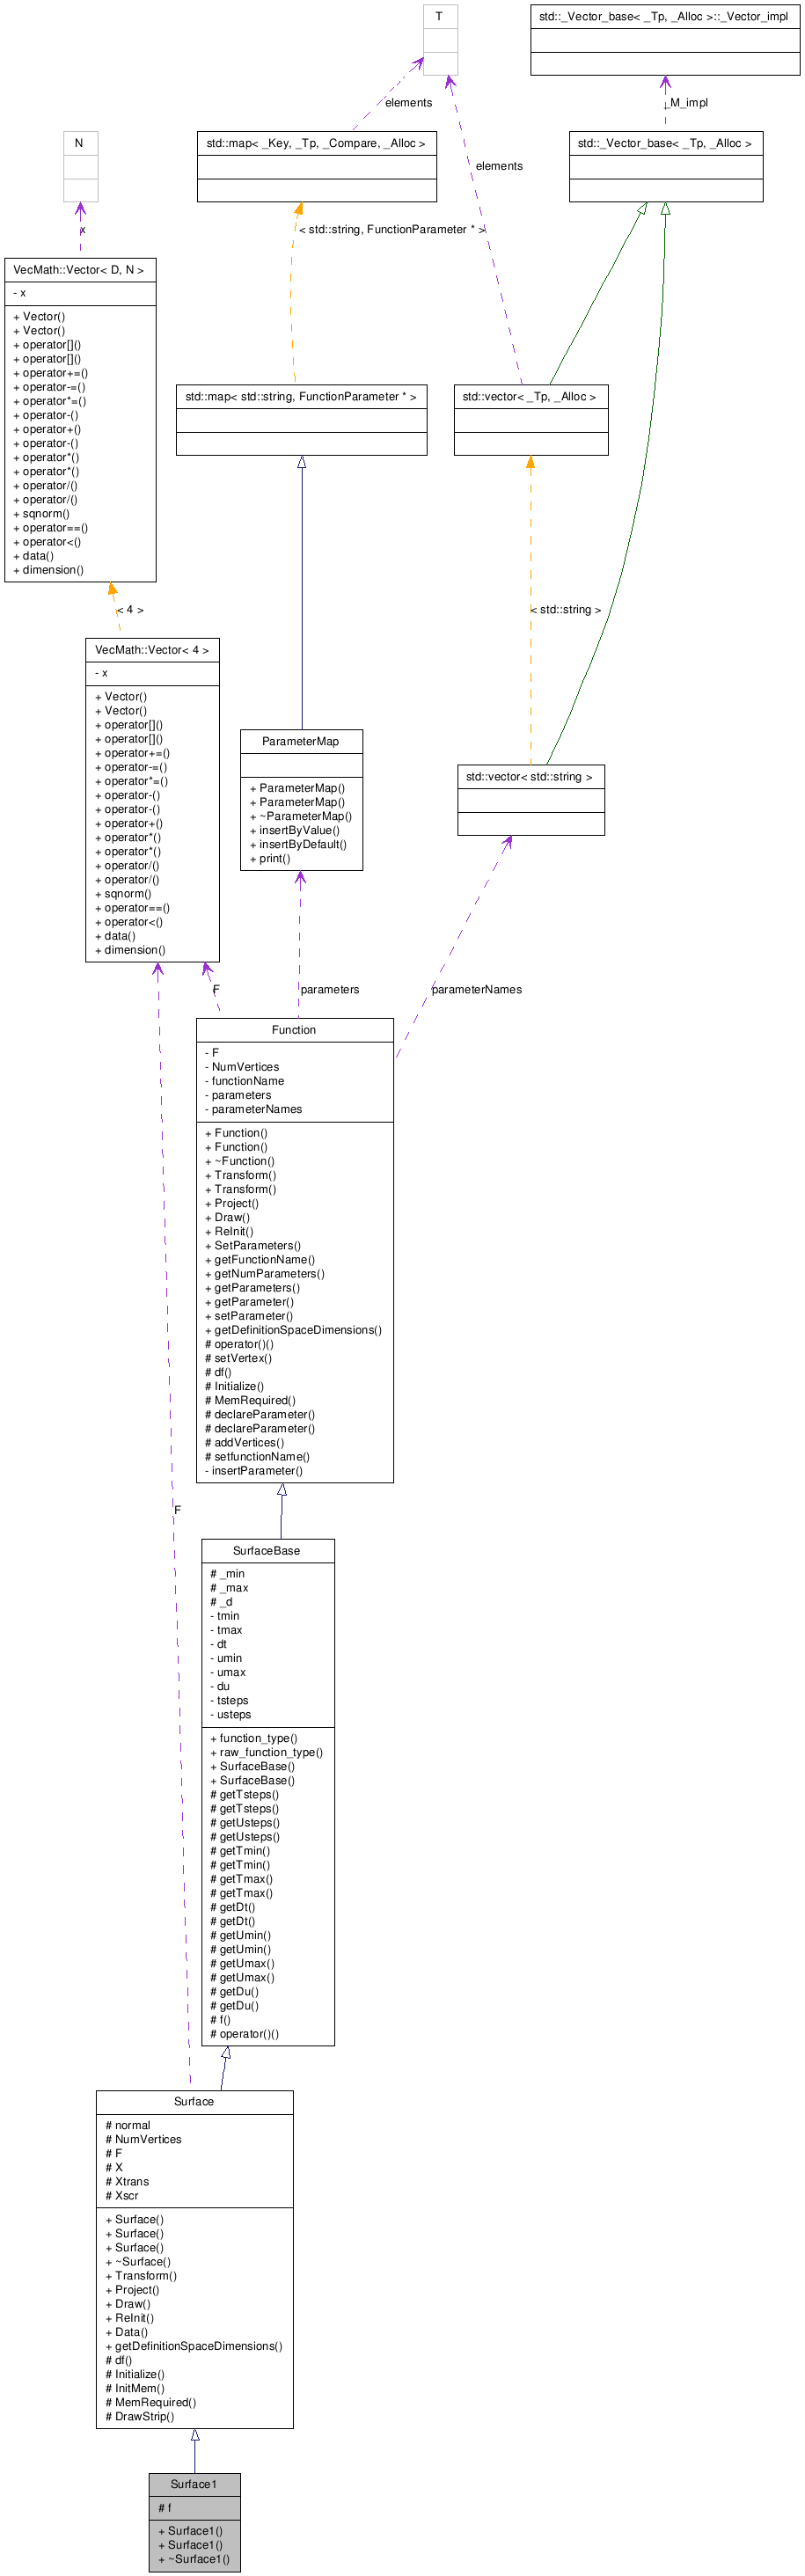 T
std::_Vector_base< _Tp, _Alloc >::_Vector_impl
elements
_M_impl
N
std::map< _Key, _Tp, _Compare, _Alloc >
std::_Vector_base< _Tp, _Alloc >
elements
x
< std::string, FunctionParameter * >
VecMath::Vector< D, N >
- x
+ Vector()
+ Vector()
+ operator[]()
+ operator[]()
+ operator+=()
+ operator-=()
+ operator*=()
+ operator-()
+ operator+()
+ operator-()
+ operator*()
+ operator*()
+ operator/()
+ operator/()
+ sqnorm()
+ operator==()
+ operator<()
+ data()
+ dimension()
std::map< std::string, FunctionParameter * >
std::vector< _Tp, _Alloc >
< 4 >
< std::string >
VecMath::Vector< 4 >
- x
+ Vector()
+ Vector()
+ operator[]()
+ operator[]()
+ operator+=()
+ operator-=()
+ operator*=()
+ operator-()
+ operator-()
+ operator+()
+ operator*()
+ operator*()
+ operator/()
+ operator/()
+ sqnorm()
+ operator==()
+ operator<()
+ data()
+ dimension()
ParameterMap
+ ParameterMap()
+ ParameterMap()
+ ~ParameterMap()
+ insertByValue()
+ insertByDefault()
+ print()
std::vector< std::string >
F
parameters
parameterNames
Function
- F
- NumVertices
- functionName
- parameters
- parameterNames
+ Function()
+ Function()
+ ~Function()
+ Transform()
+ Transform()
+ Project()
+ Draw()
+ ReInit()
+ SetParameters()
+ getFunctionName()
+ getNumParameters()
+ getParameters()
+ getParameter()
+ setParameter()
+ getDefinitionSpaceDimensions()
# operator()()
# setVertex()
# df()
# Initialize()
# MemRequired()
# declareParameter()
# declareParameter()
# addVertices()
# setfunctionName()
- insertParameter()
F
SurfaceBase
# _min
# _max
# _d
- tmin
- tmax
- dt
- umin
- umax
- du
- tsteps
- usteps
+ function_type()
+ raw_function_type()
+ SurfaceBase()
+ SurfaceBase()
# getTsteps()
# getTsteps()
# getUsteps()
# getUsteps()
# getTmin()
# getTmin()
# getTmax()
# getTmax()
# getDt()
# getDt()
# getUmin()
# getUmin()
# getUmax()
# getUmax()
# getDu()
# getDu()
# f()
# operator()()
Surface
# normal
# NumVertices
# F
# X
# Xtrans
# Xscr
+ Surface()
+ Surface()
+ Surface()
+ ~Surface()
+ Transform()
+ Project()
+ Draw()
+ ReInit()
+ Data()
+ getDefinitionSpaceDimensions()
# df()
# Initialize()
# InitMem()
# MemRequired()
# DrawStrip()
Surface1
# f
+ Surface1()
+ Surface1()
+ ~Surface1()